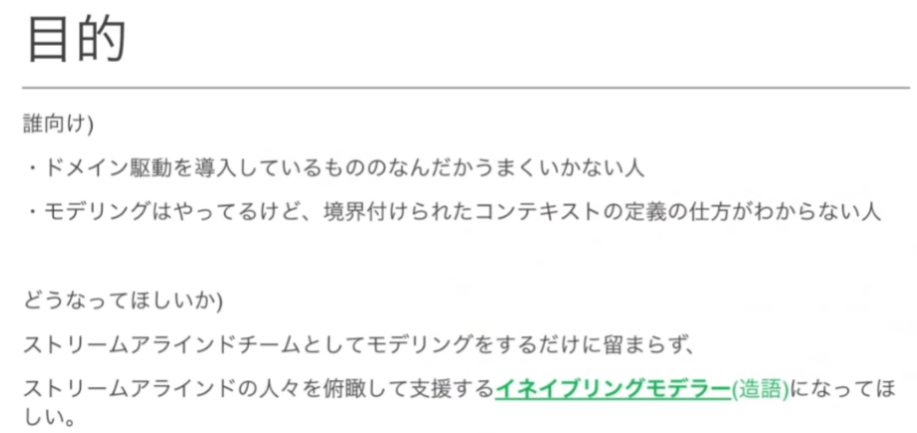 目的
誰向け)
・ドメイン駆動を導入しているもののなんだかうまくいかない人
・モデリングはやってるけど、境界付けられたコンテキストの定義の仕方がわからない人
どうなってほしいか)
ストリームアラインドチームとしてモデリングをするだけに留まらず、
ストリームアラインドの人々を俯瞰して支援するイネイブリングモデラー(造語)になってほ
しい。